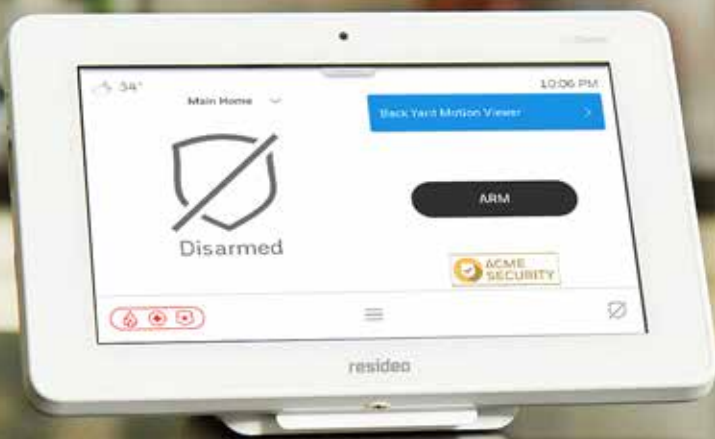 34°
10:06 PM
Main Home
Back Yard Motion Viewer
ARM
Disarmed
ACME
SECURITY
resideo